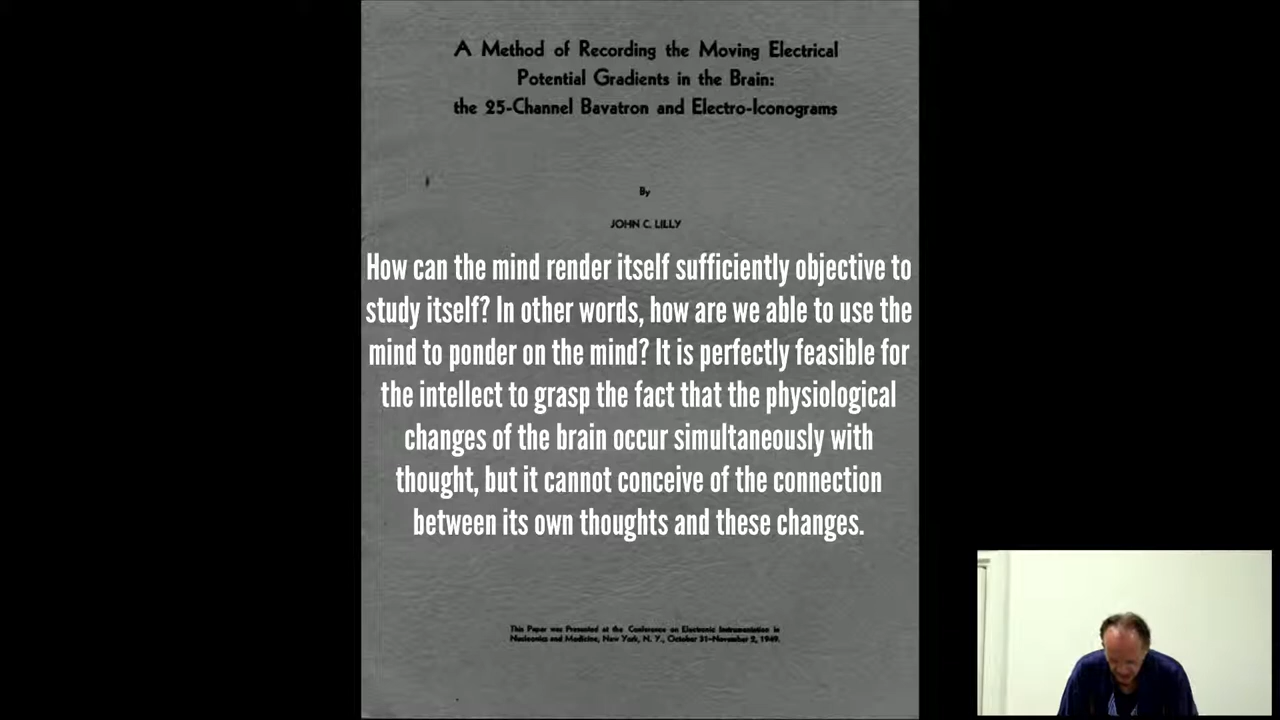 A Method of Recording the Moving Electrical
Potential Gradients in the Brain:
the 25-Channel Bavatron and Electro-Iconograms
By
JOHN C. LILLY
How can the mind render itself sufficiently objective to
study itself? In other words, how are we able to use the
mind to ponder on the mind? It is perfectly feasible for
the intellect to grasp the fact that the physiological
changes of the brain occur simultaneously with
thought, but it cannot conceive of the connection
between its own thoughts and these changes.
This Paper was Presented at the Conference on Electronic Instrumentation in
Nucleonics and Medicine, New York, N. Y., October 31-November 2, 1949.